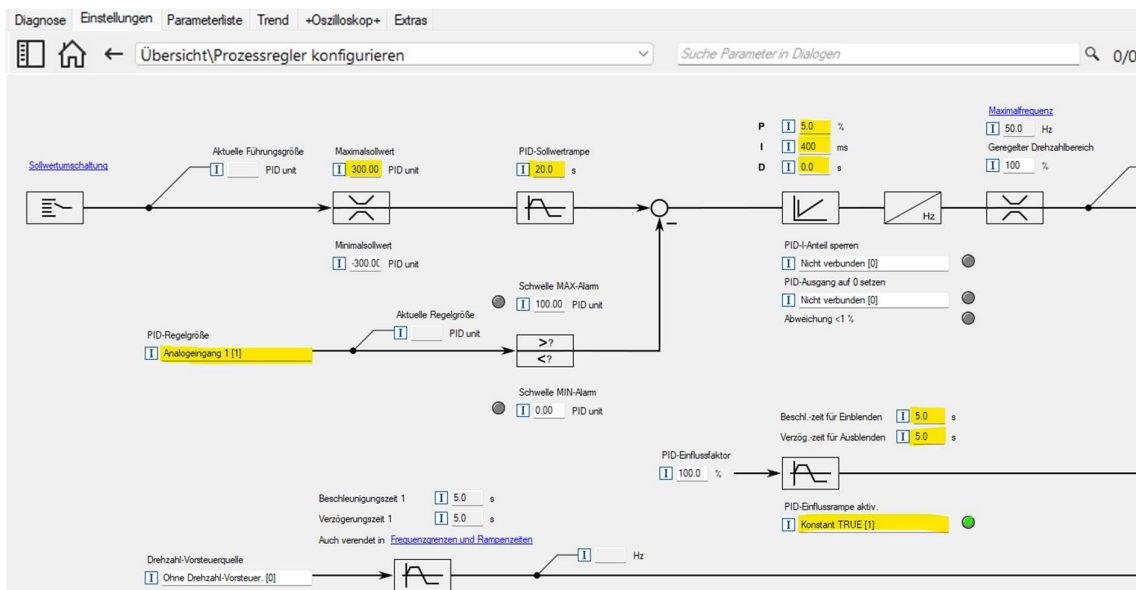 Diagnose Einstellungen Parameterliste Trend +Oszilloskop+ Extras
Übersicht\Prozessregler konfigurieren Suche Parameter in Dialogen 0/0
Maximalfrequenz
P I 5.0 % I 50.0 Hz
Aktuelle Führungsgröße Maximalsollwert PID-Sollwertrampe I I 400 ms Geregelter Drehzahlbereich
Sollwertumschaltung I PID unit I 300.00 PID unit I 20.0 s D I 0.0 s I 100 %
Hz
Minimalsollwert PID-I-Anteil sperren
I -300.0 PID unit I Nicht verbunden [0]
Schwelle MAX-Alarm PID-Ausgang auf 0 setzen
I 100.00 PID unit I Nicht verbunden [0]
Aktuelle Regelgröße Abweichung <1 %
PID-Regelgröße I PID unit
I Analogeingang 1 [1] >?
<?
Schwelle MIN-Alarm
I 0.00 PID unit
Beschl.-zeit für Einblenden I 5.0 s
Verzög.-zeit für Ausblenden I 5.0 s
PID-Einflussfaktor
I 100.0 %
Beschleunigungszeit 1 I 5.0 s
PID-Einflussrampe aktiv.
Verzögerungszeit 1 I 5.0 s I Konstant TRUE [1]
Auch verendet in Frequenzgrenzen und Rampenzeiten
Drehzahl-Vorsteuerquelle I Hz
I Ohne Drehzahl-Vorsteuer. [0]